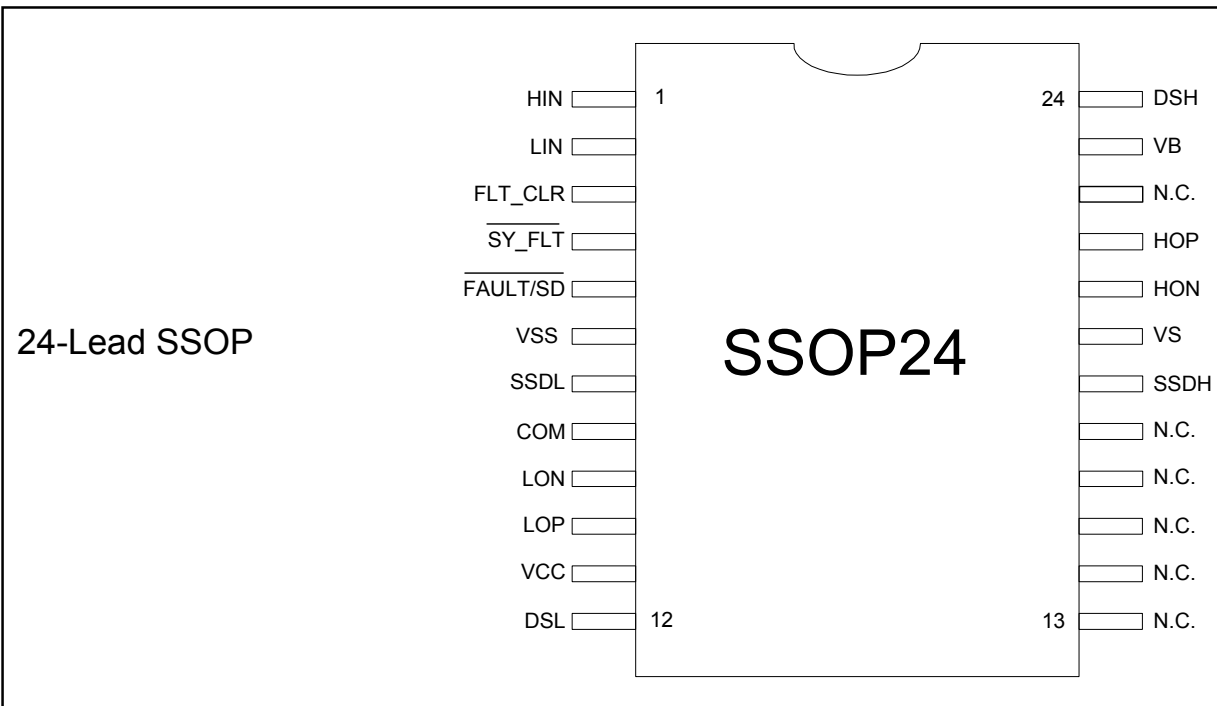 HIN 1 24 DSH
LIN VB
FLT_CLR N.C.
SY_FLT HOP
FAULT/SD HON
24-Lead SSOP VSS SSOP24 VS
SSDL SSDH
COM N.C.
LON N.C.
LOP N.C.
VCC N.C.
DSL 12 13 N.C.